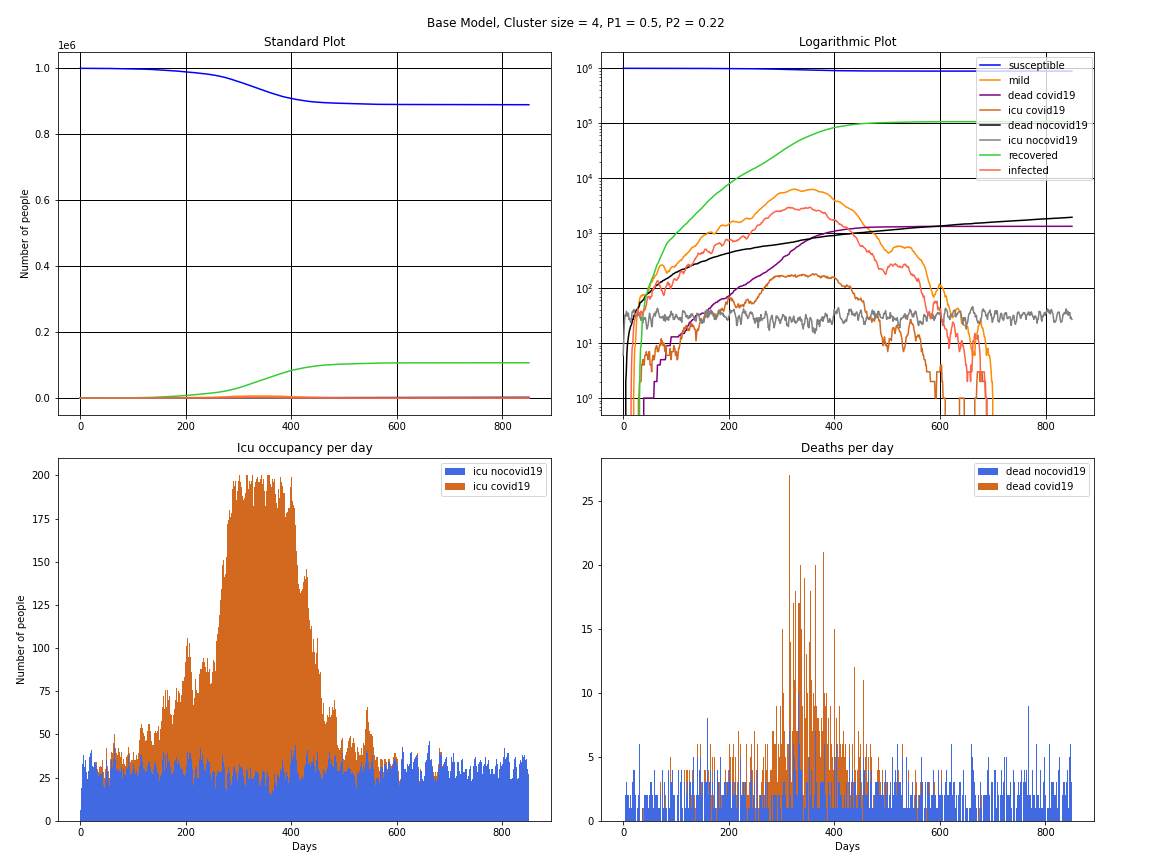 Base Model, Cluster size = 4, P1 = 0.5, P2 = 0.22
Standard Plot
1e6
1.0
0.8
0.6
0.4
0.2
0.0
Number of people
0 200 400 600 800
Logarithmic Plot
10^6
10^5
10^4
10^3
10^2
10^1
10^0
susceptible
mild
dead covid19
icu covid19
dead nocovid19
icu nocovid19
recovered
infected
0 200 400 600 800
Icu occupancy per day
200
175
150
125
100
75
50
25
0
Number of people
icu nocovid19
icu covid19
0 200 400 600 800
Days
Deaths per day
25
20
15
10
5
0
dead nocovid19
dead covid19
0 200 400 600 800
Days